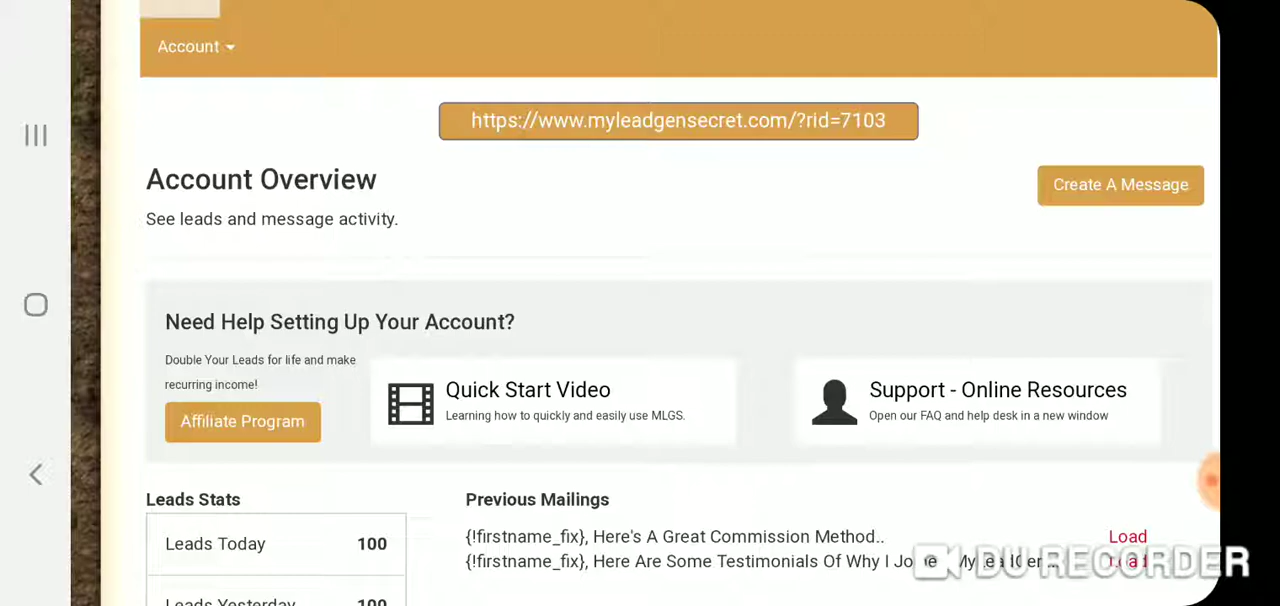 Account
https://www.myleadgensecret.com/?rid=7103
Account Overview
Create A Message
See leads and message activity.
Need Help Setting Up Your Account?
Double Your Leads for life and make
recurring income!
Affiliate Program
Quick Start Video
Learning how to quickly and easily use MLGS.
Support - Online Resources
Open our FAQ and help desk in a new window
Leads Stats
Leads Today 100
Leads Yesterday 100
Previous Mailings
{!firstname_fix}, Here's A Great Commission Method.. Load
{!firstname_fix}, Here Are Some Testimonials Of Why I Load
DU RECORDER